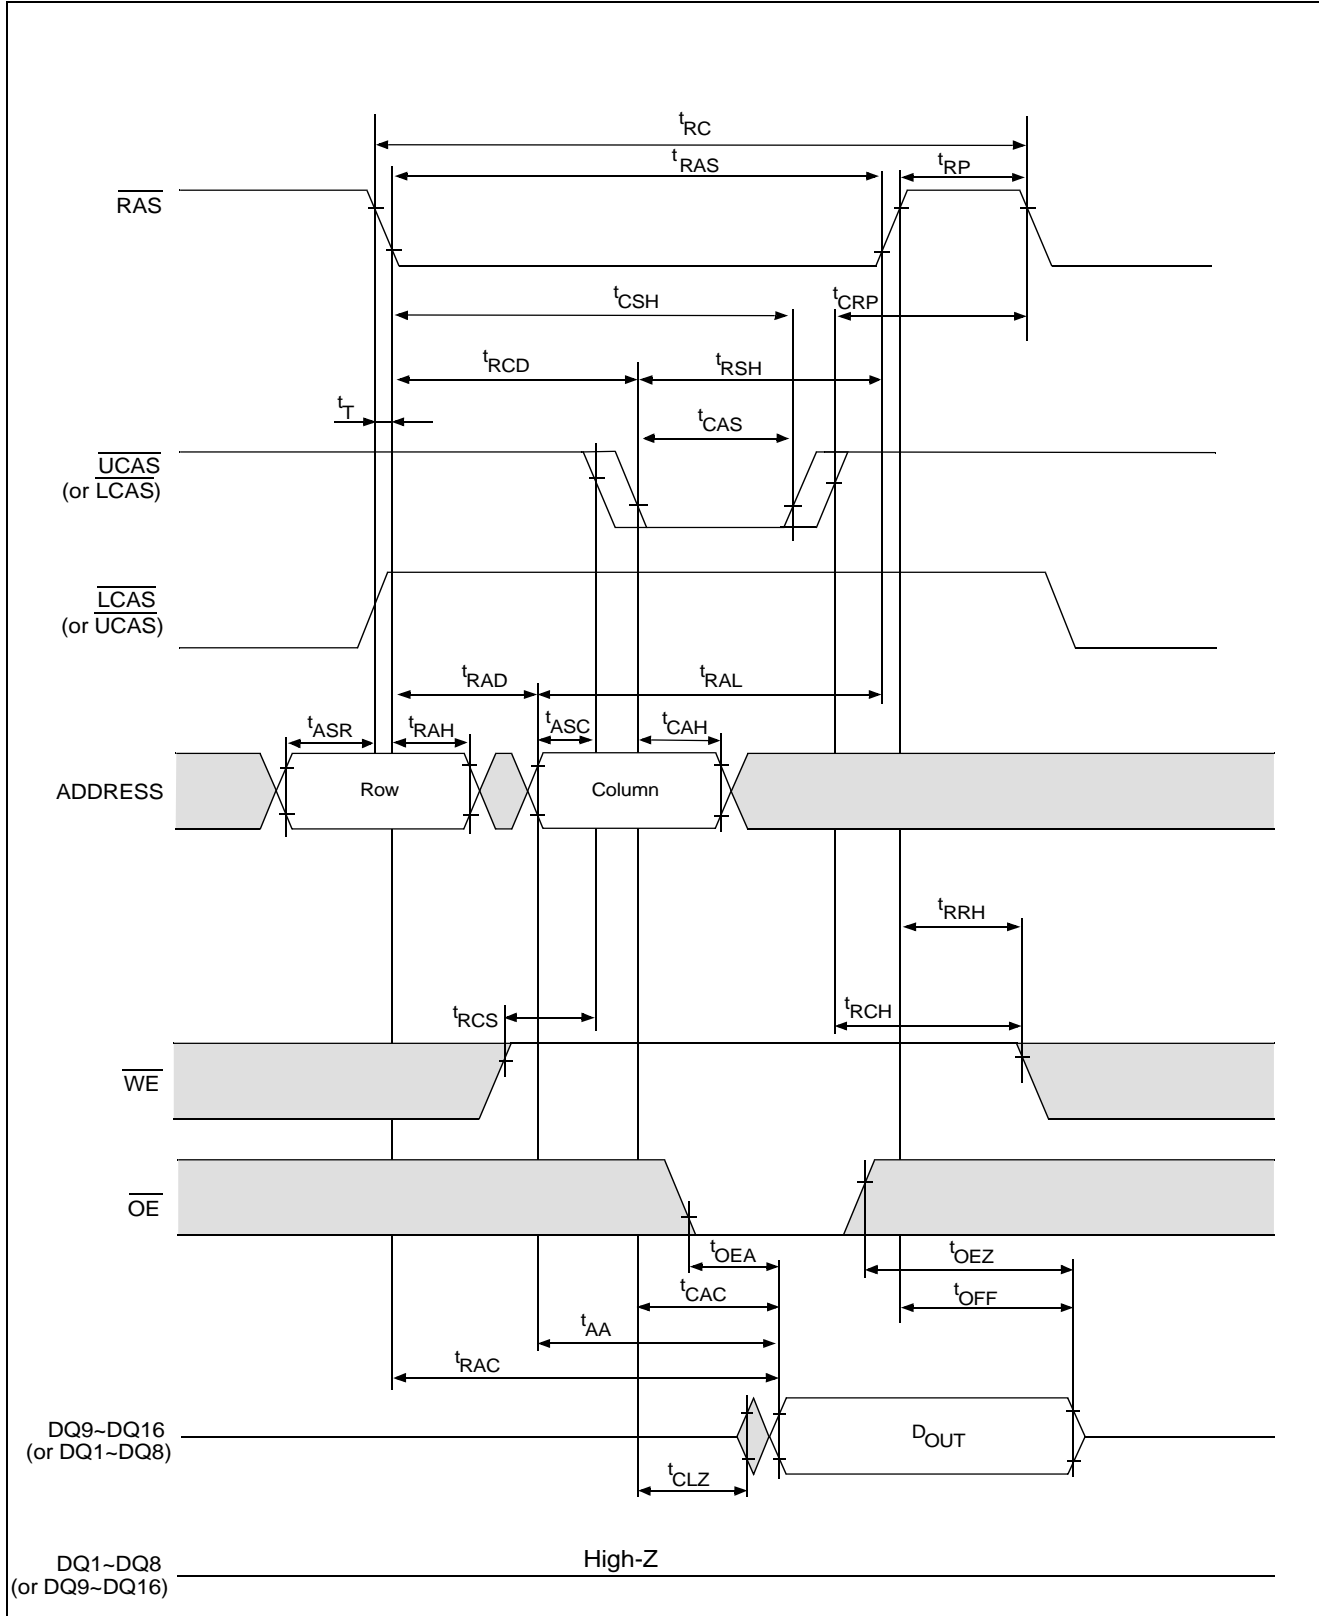 tRC
tRAS
tRP
RAS
tCSH
tCRP
tRCD
tRSH
tT
tCAS
UCAS
(or LCAS)
LCAS
(or UCAS)
tRAD
tRAL
tASR
tRAH
tASC
tCAH
ADDRESS
Row
Column
tRRH
tRCS
tRCH
WE
OE
tOEA
tOEZ
tCAC
tOFF
tAA
tRAC
DQ9~DQ16
(or DQ1~DQ8)
DOUT
tCLZ
High-Z
DQ1~DQ8
(or DQ9~DQ16)